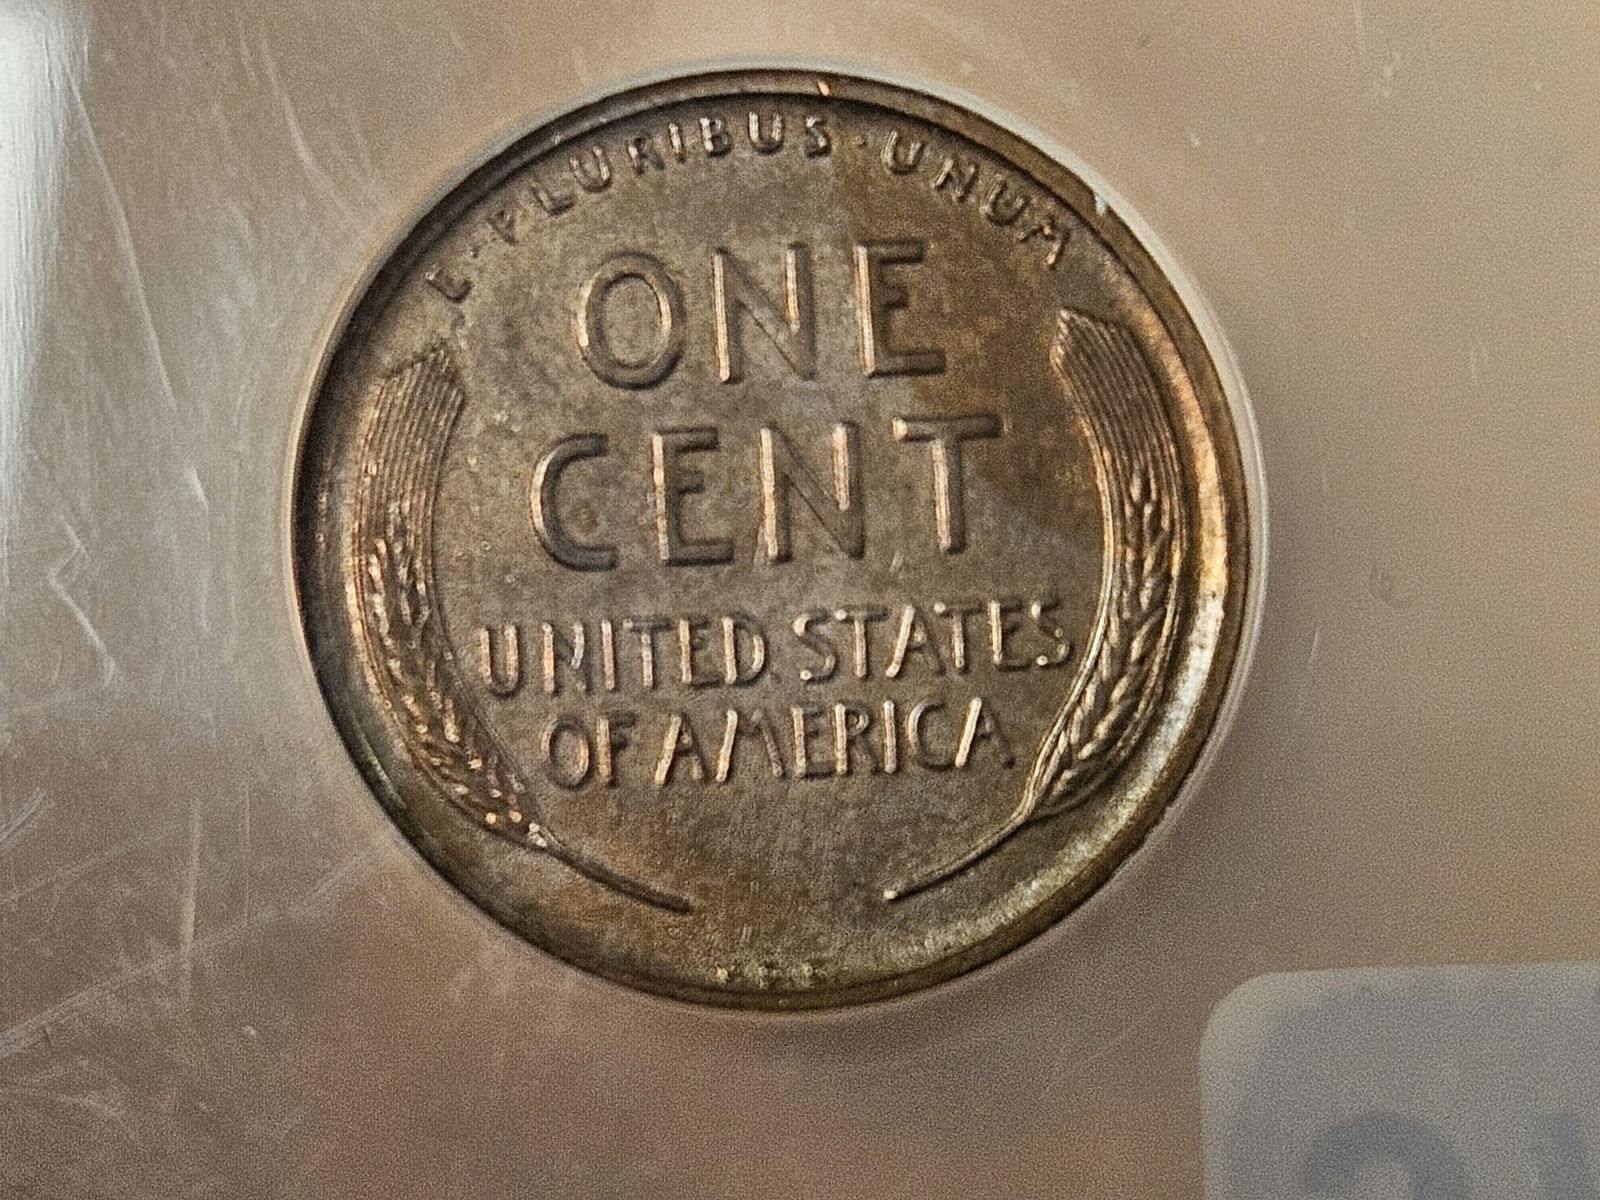 E·PLURIBUS·UNUM
ONE
CENT
UNITED STATES
OF AMERICA